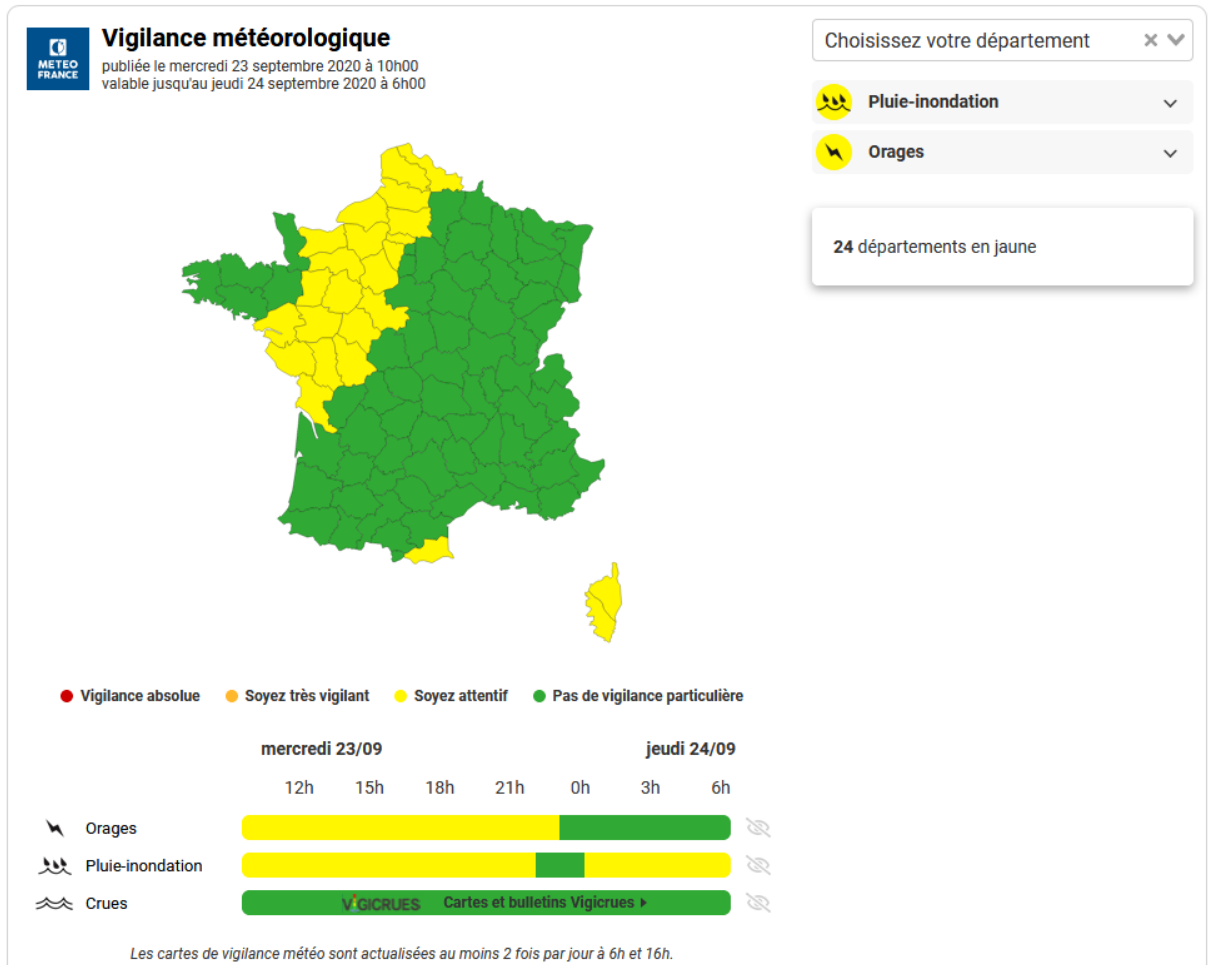 METEO
FRANCE
Vigilance météorologique
publiée le mercredi 23 septembre 2020 à 10h00
valable jusqu'au jeudi 24 septembre 2020 à 6h00
Choisissez votre département
Pluie-inondation
Orages
24 départements en jaune
Vigilance absolue Soyez très vigilant Soyez attentif Pas de vigilance particulière
mercredi 23/09 jeudi 24/09
12h 15h 18h 21h 0h 3h 6h
Orages
Pluie-inondation
Crues VIGICRUES Cartes et bulletins Vigicrues
Les cartes de vigilance météo sont actualisées au moins 2 fois par jour à 6h et 16h.